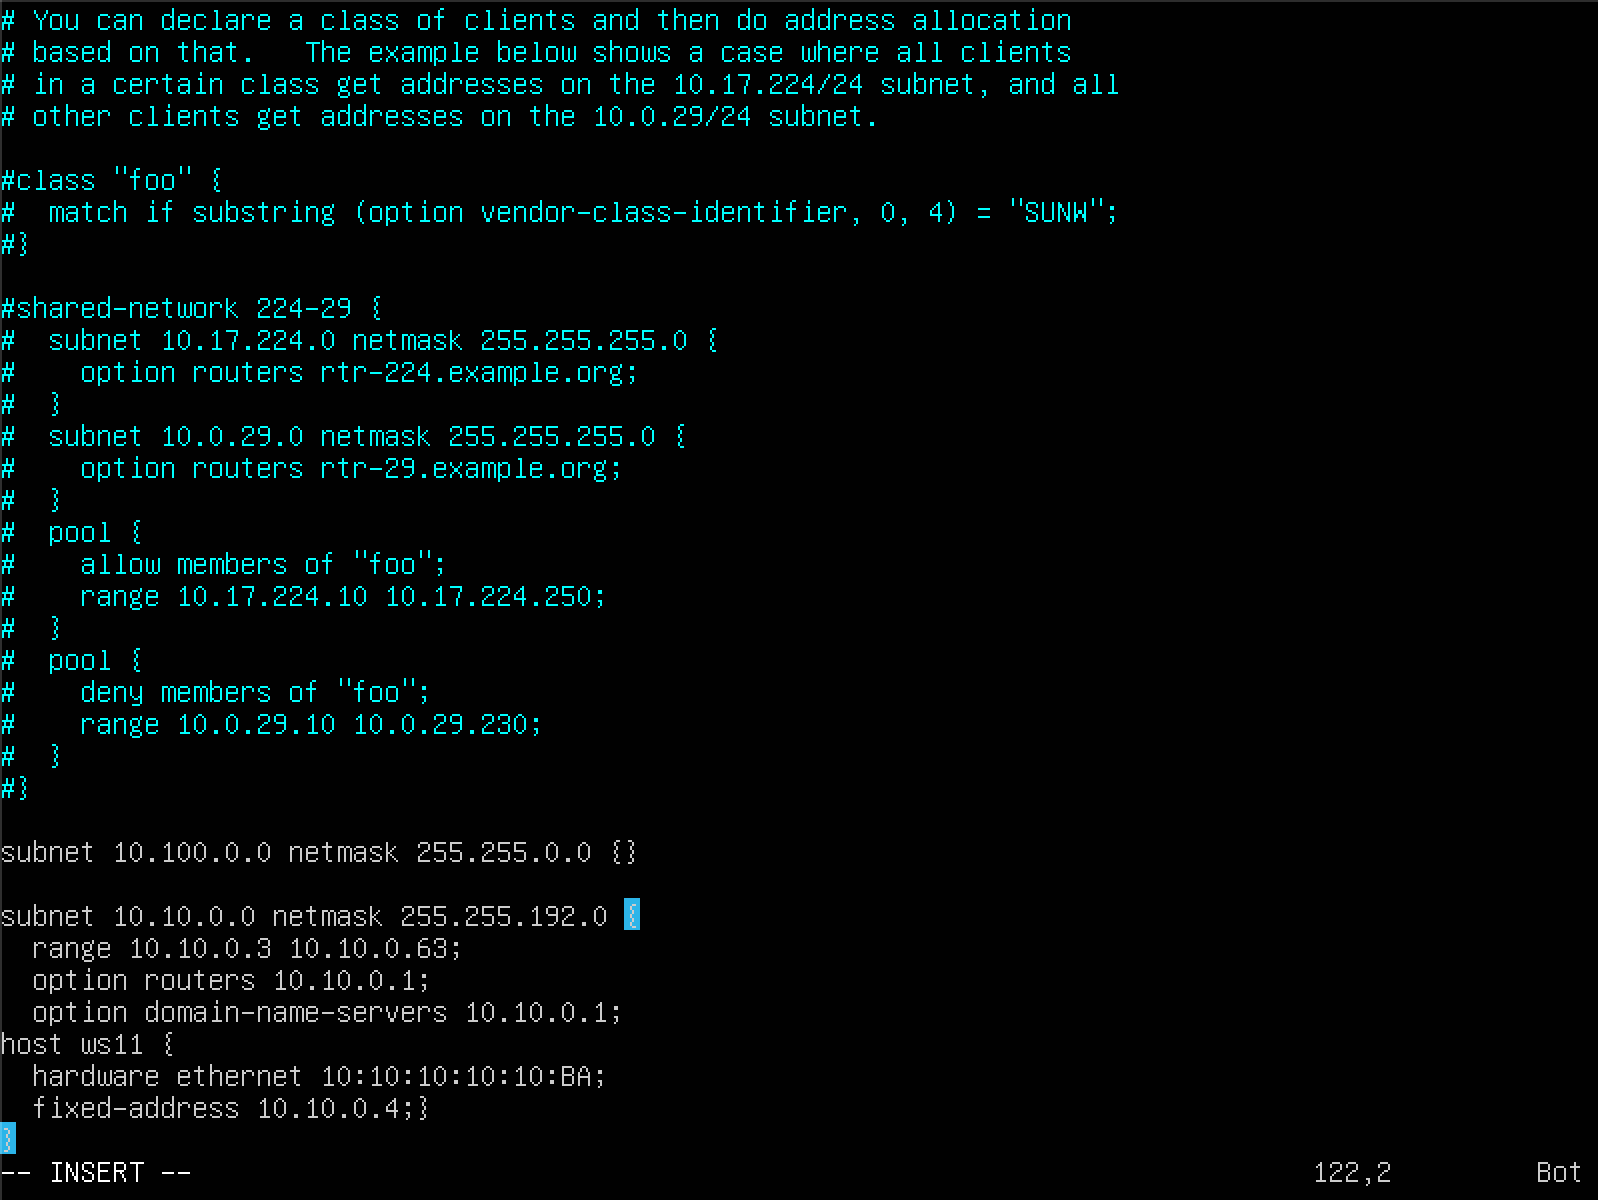 # You can declare a class of clients and then do address allocation
# based on that.   The example below shows a case where all clients
# in a certain class get addresses on the 10.17.224/24 subnet, and all
# other clients get addresses on the 10.0.29/24 subnet.

#class "foo" {
#  match if substring (option vendor-class-identifier, 0, 4) = "SUNW";
#}

#shared-network 224-29 {
#  subnet 10.17.224.0 netmask 255.255.255.0 {
#    option routers rtr-224.example.org;
#  }
#  subnet 10.0.29.0 netmask 255.255.255.0 {
#    option routers rtr-29.example.org;
#  }
#  pool {
#    allow members of "foo";
#    range 10.17.224.10 10.17.224.250;
#  }
#  pool {
#    deny members of "foo";
#    range 10.0.29.10 10.0.29.230;
#  }
#}

subnet 10.100.0.0 netmask 255.255.0.0 {}

subnet 10.10.0.0 netmask 255.255.192.0 {
  range 10.10.0.3 10.10.0.63;
  option routers 10.10.0.1;
  option domain-name-servers 10.10.0.1;
host ws11 {
  hardware ethernet 10:10:10:10:10:BA;
  fixed-address 10.10.0.4;}
}
-- INSERT -- 122,2 Bot